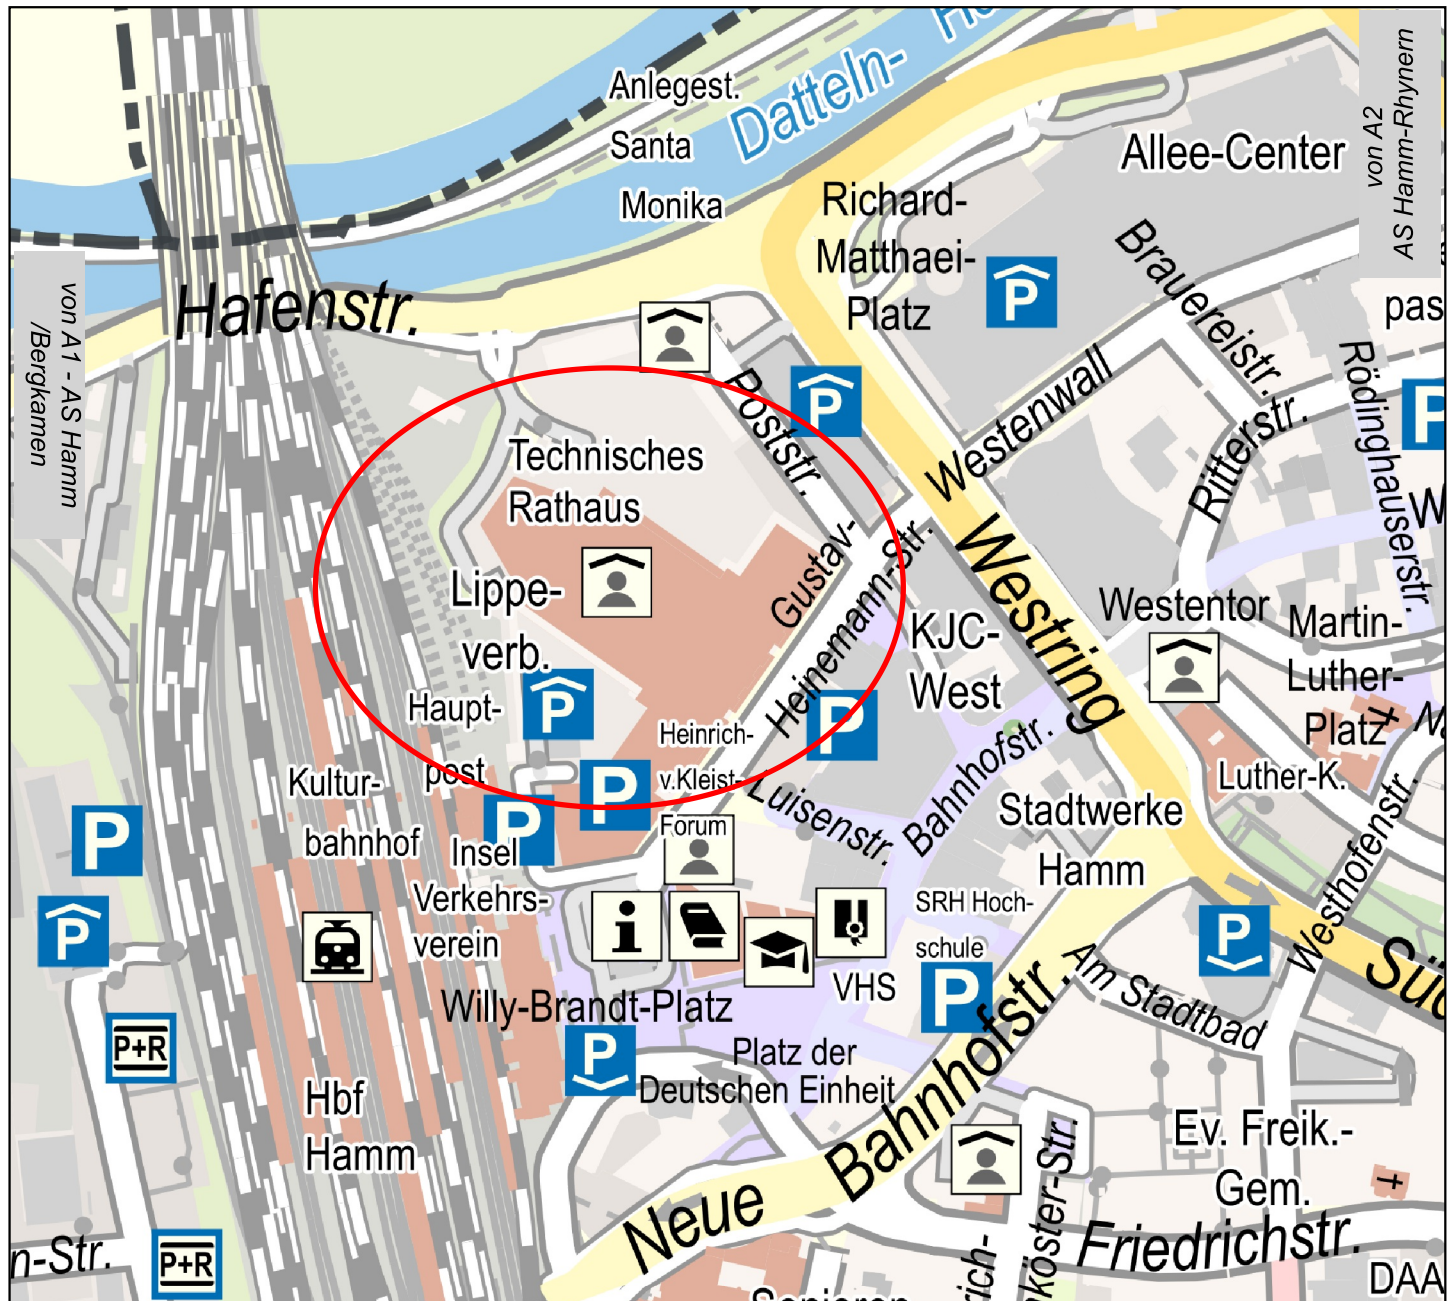 Anlegest.
Santa
Monika
Datteln-
von A2
AS Hamm-Rhynern
Allee-Center
Richard-
Matthaei-
Platz
P
Brauereistr.
pas
von A1 - AS Hamm
/Bergkamen
Hafenstr.
Poststr.
P
Westenwall
Ritterstr.
Rödinghauserstr.
P
W
Technisches
Rathaus
Gustav-
Heinemann-Str.
Westring
Lippe-
verb.
KJC-
West
Westentor
Martin-
Luther-
Platz
Haupt-
post
P
P
P
P
Heinrich-
v.Kleist-
Forum
Luisenstr.
Bahnhofstr.
Luther-K.
Westhofenstr.
Kultur-
bahnhof
Insel
Verkehrs-
verein
P
P
Stadtwerke
Hamm
SRH Hoch-
schule
P
VHS
i
Willy-Brandt-Platz
P
Platz der
Deutschen Einheit
Neue Bahnhofstr.
Am Stadtbad
P
P+R
Hbf
Hamm
Ev. Freik.-
Gem.
Friedrichstr.
n-Str.
P+R
rich-
köster-Str.
DAA